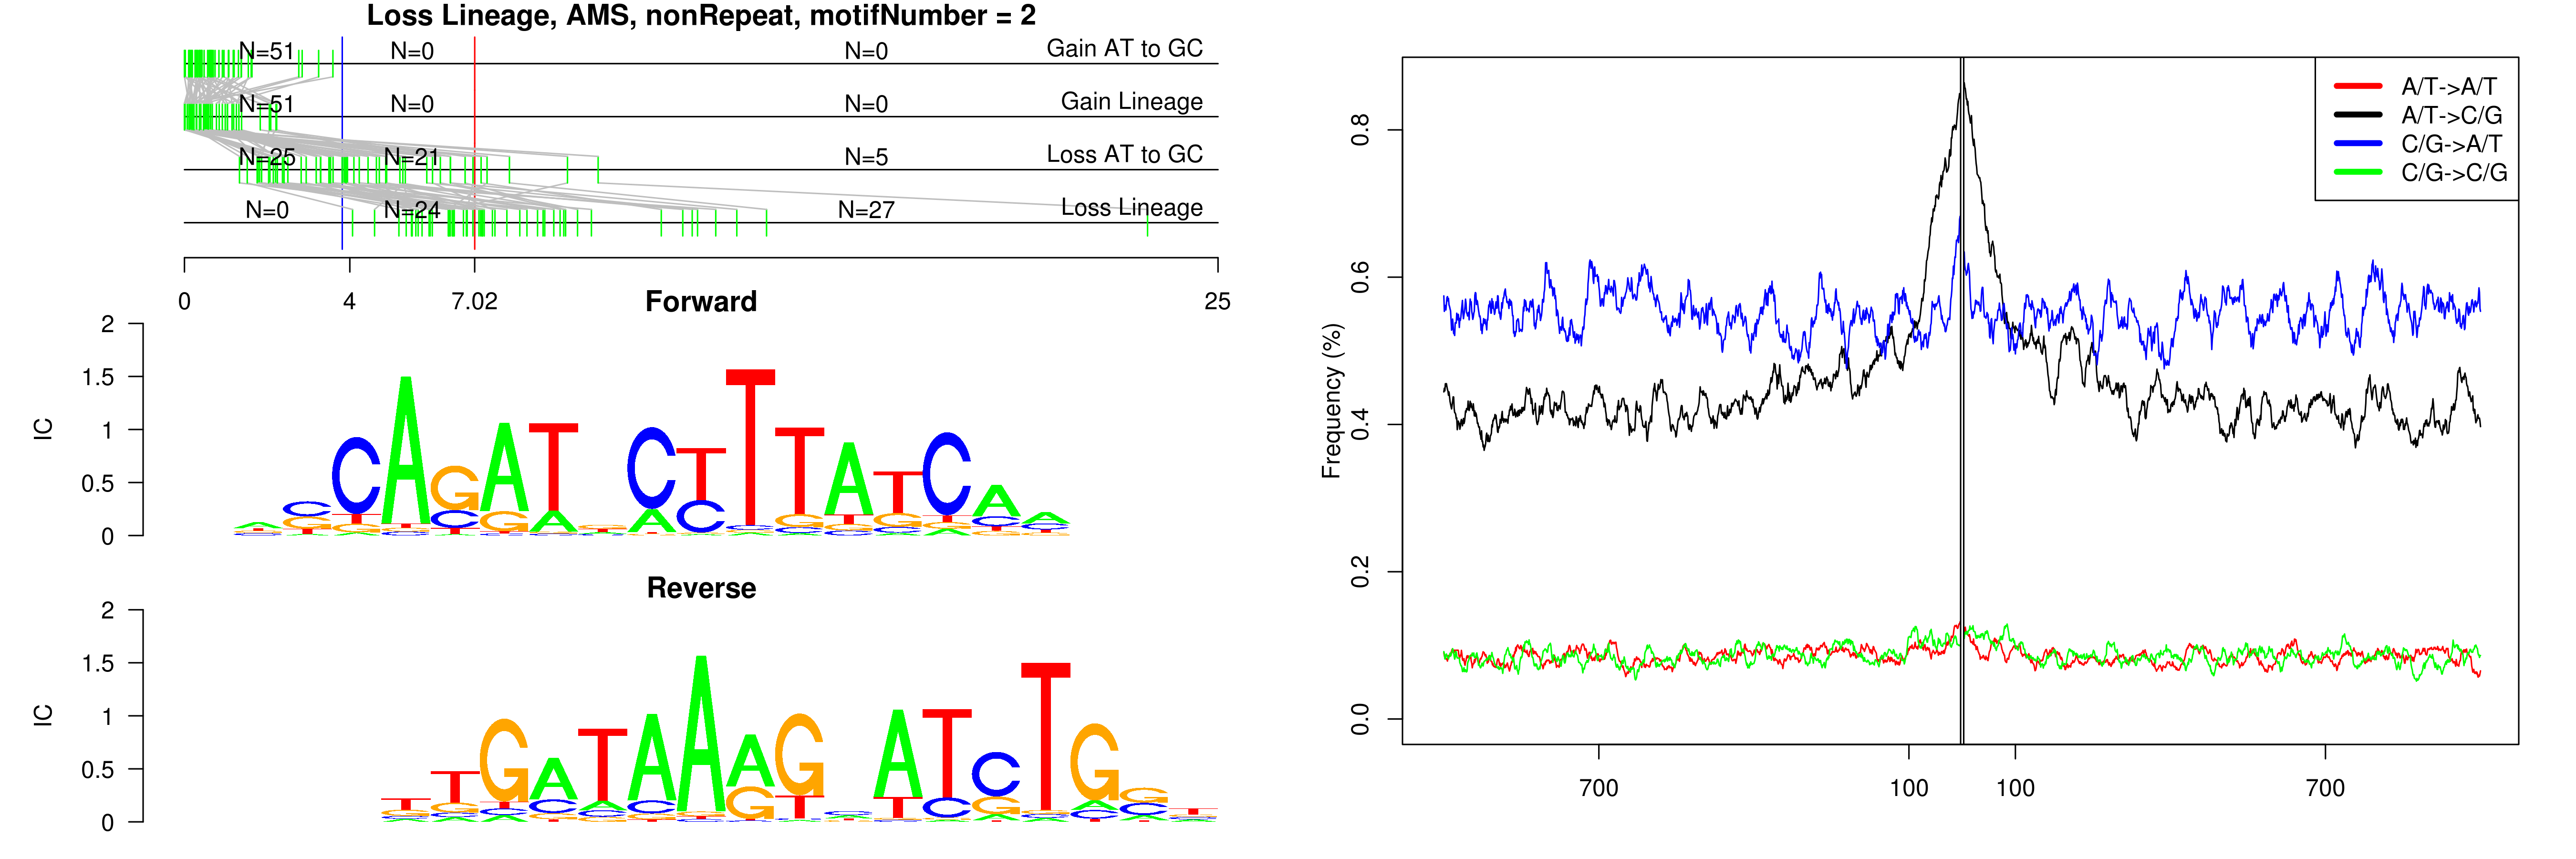 Loss Lineage, AMS, nonRepeat, motifNumber = 2
N=51 N=0 N=0 Gain AT to GC
N=51 N=0 N=0 Gain Lineage
N=25 N=21 N=5 Loss AT to GC
N=0 N=24 N=27 Loss Lineage
0 4 7.02 25
Forward
IC
2
1.5
1
0.5
0
CAGATCTTTATCA
Reverse
IC
2
1.5
1
0.5
0
TGATAAAGATCTG
Frequency (%)
0.8
0.6
0.4
0.2
0.0
700 100 100 700
A/T->A/T
A/T->C/G
C/G->A/T
C/G->C/G